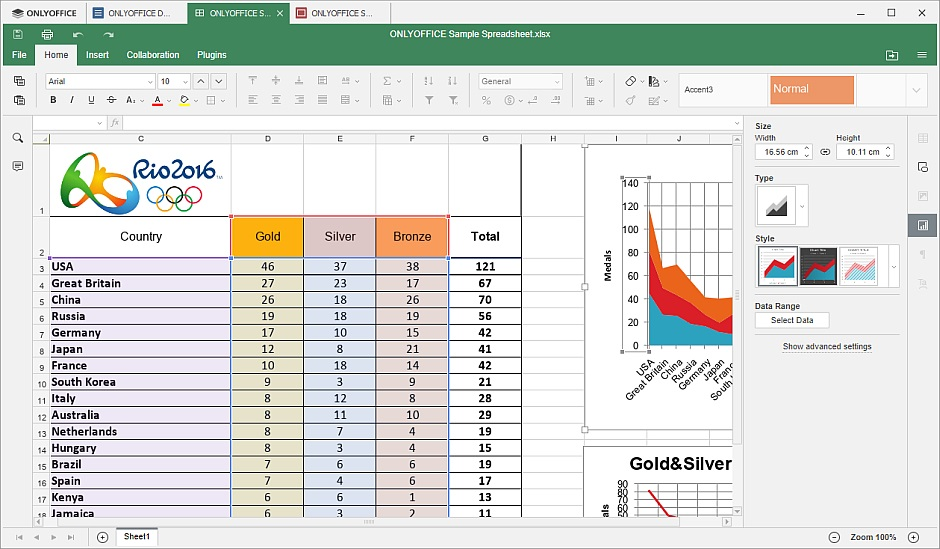 ONLYOFFICE ONLYOFFICE D... ONLYOFFICE S... ONLYOFFICE S...
ONLYOFFICE Sample Spreadsheet.xlsx
File Home Insert Collaboration Plugins
Arial 10 A A Σ General Accent3 Normal
B I U S A₂ A % .0 .00
fx
C D E F G H I J
1 Rio2016™
2 Country Gold Silver Bronze Total
3 USA 46 37 38 121
4 Great Britain 27 23 17 67
5 China 26 18 26 70
6 Russia 19 18 19 56
7 Germany 17 10 15 42
8 Japan 12 8 21 41
9 France 10 18 14 42
10 South Korea 9 3 9 21
11 Italy 8 12 8 28
12 Australia 8 11 10 29
13 Netherlands 8 7 4 19
14 Hungary 8 3 4 15
15 Brazil 7 6 6 19
16 Spain 7 4 6 17
17 Kenya 6 6 1 13
18 Jamaica 6 3 2 11
Medals
140
120
100
80
60
40
20
0
USA
Great Britain
China
Russia
Germany
Japan
Franc
South
Gold&Silver
90
80
70
60
50
als
Size
Width Height
16.56 cm 10.11 cm
Type
Style
Data Range
Select Data
Show advanced settings
Sheet1
Zoom 100%